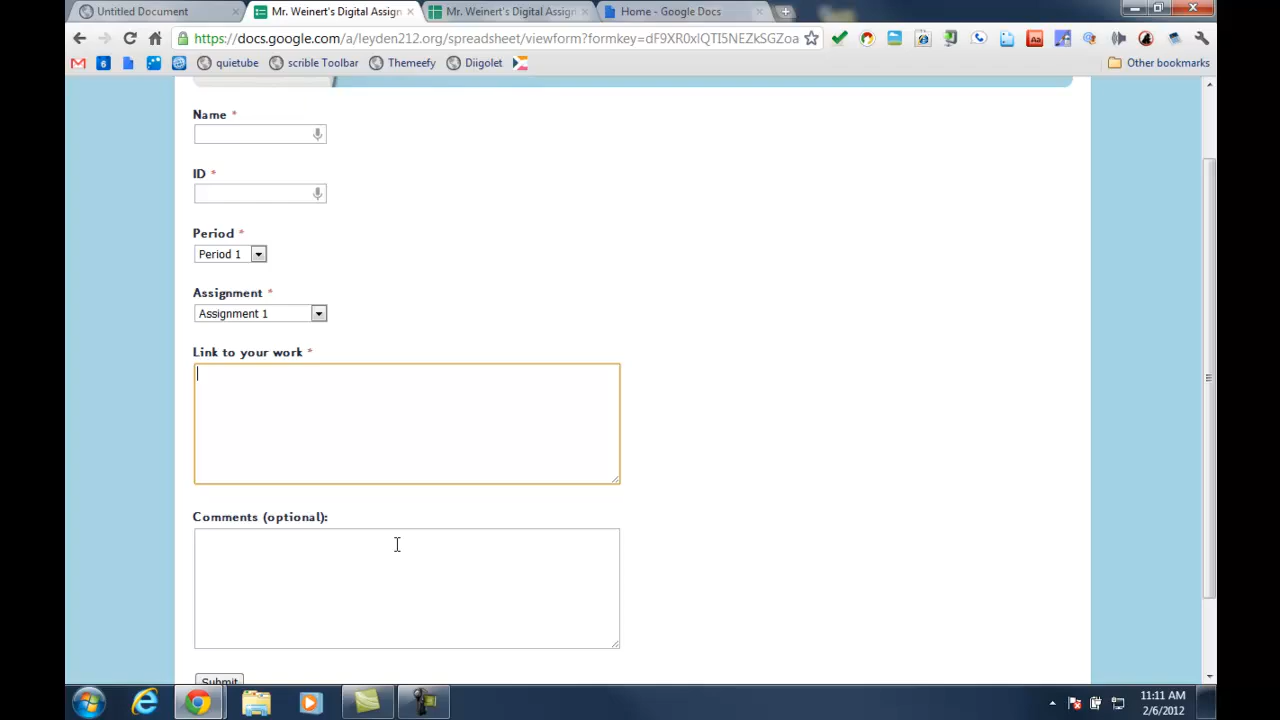 Untitled Document
Mr. Weinert's Digital Assign
Mr. Weinert's Digital Assign
Home - Google Docs
https://docs.google.com/a/leyden212.org/spreadsheet/viewform?formkey=dF9XR0xlQTI5NEZkSGZoa
quietube
scrible Toolbar
Themeefy
Diigolet
Other bookmarks
Name *
ID *
Period *
Period 1
Assignment *
Assignment 1
Link to your work *
Comments (optional):
Submit
11:11 AM
2/6/2012